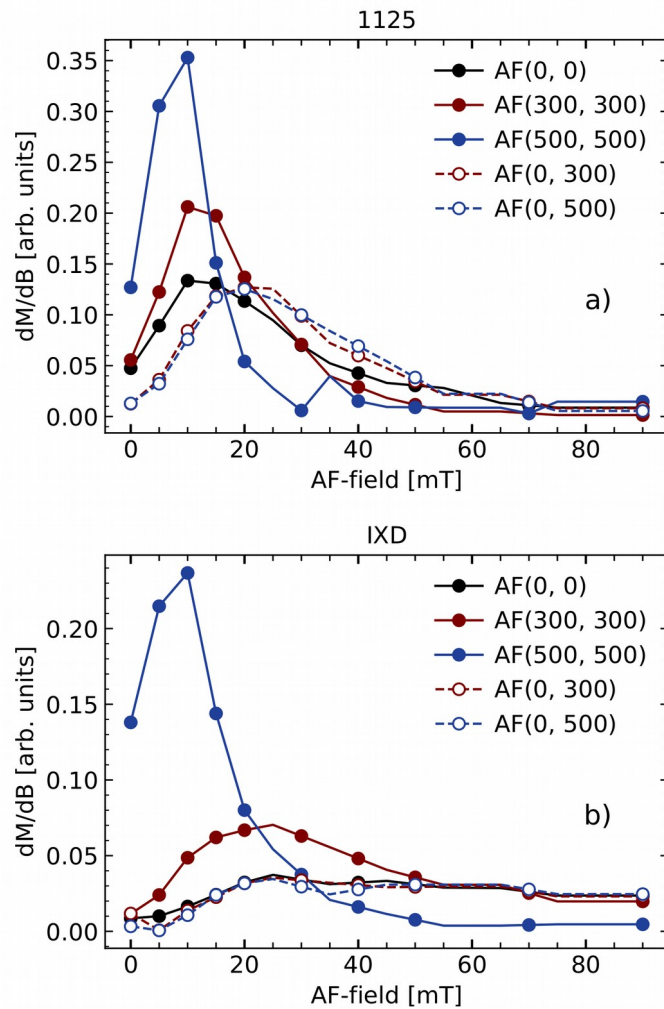 1125
dM/dB [arb. units]
0.35
0.30
0.25
0.20
0.15
0.10
0.05
0.00
AF(0, 0)
AF(300, 300)
AF(500, 500)
AF(0, 300)
AF(0, 500)
a)
0
20
40
60
80
AF-field [mT]
IXD
dM/dB [arb. units]
0.20
0.15
0.10
0.05
0.00
AF(0, 0)
AF(300, 300)
AF(500, 500)
AF(0, 300)
AF(0, 500)
b)
0
20
40
60
80
AF-field [mT]